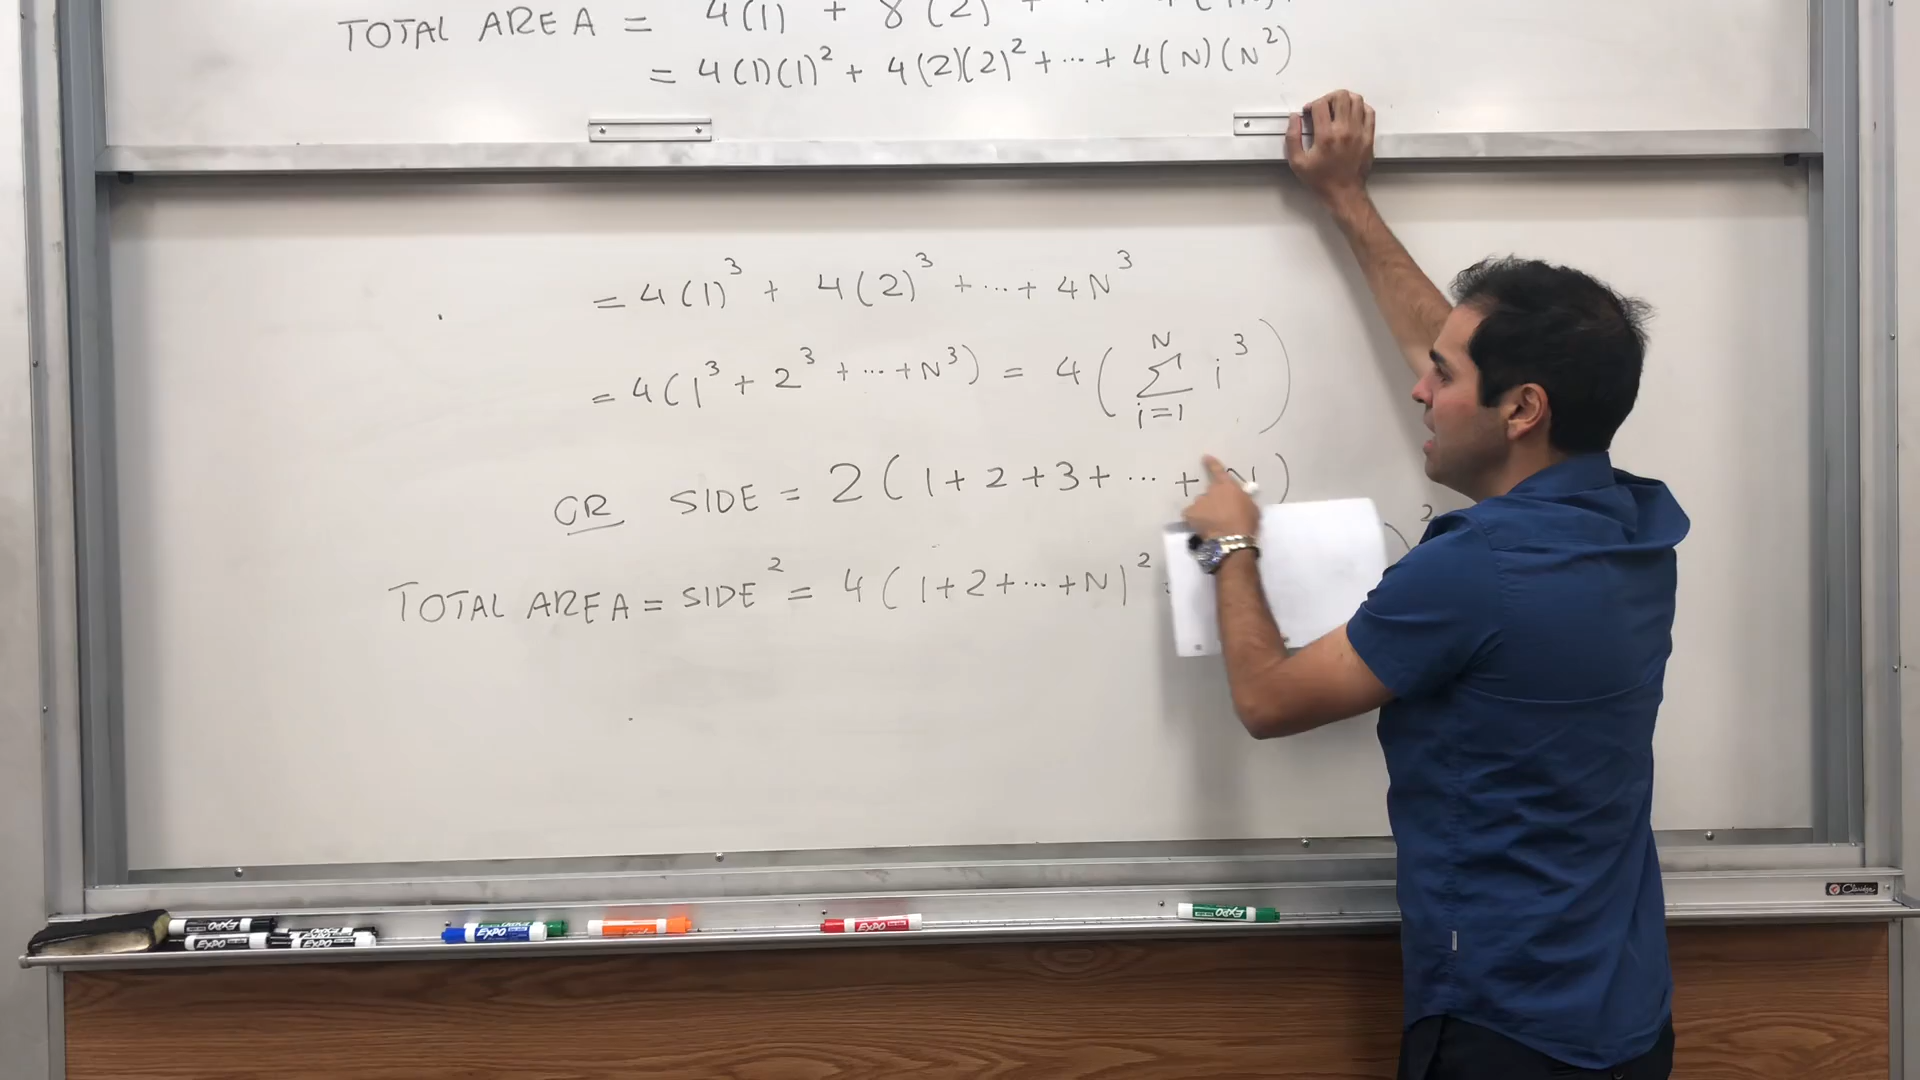 TOTAL AREA = 4(1) + 8(2) + ...
= 4(1)(1)² + 4(2)(2)² + ... + 4(N)(N²)
= 4(1)³ + 4(2)³ + ... + 4N³
= 4(1³ + 2³ + ... + N³) = 4(∑_{i=1}^{N} i³)
OR SIDE = 2(1+2+3+ ... + N)
TOTAL AREA = SIDE² = 4(1+2+ ... +N)²
)²
EXPO EXPO EXPO EXPO EXPO EXPO EXPO